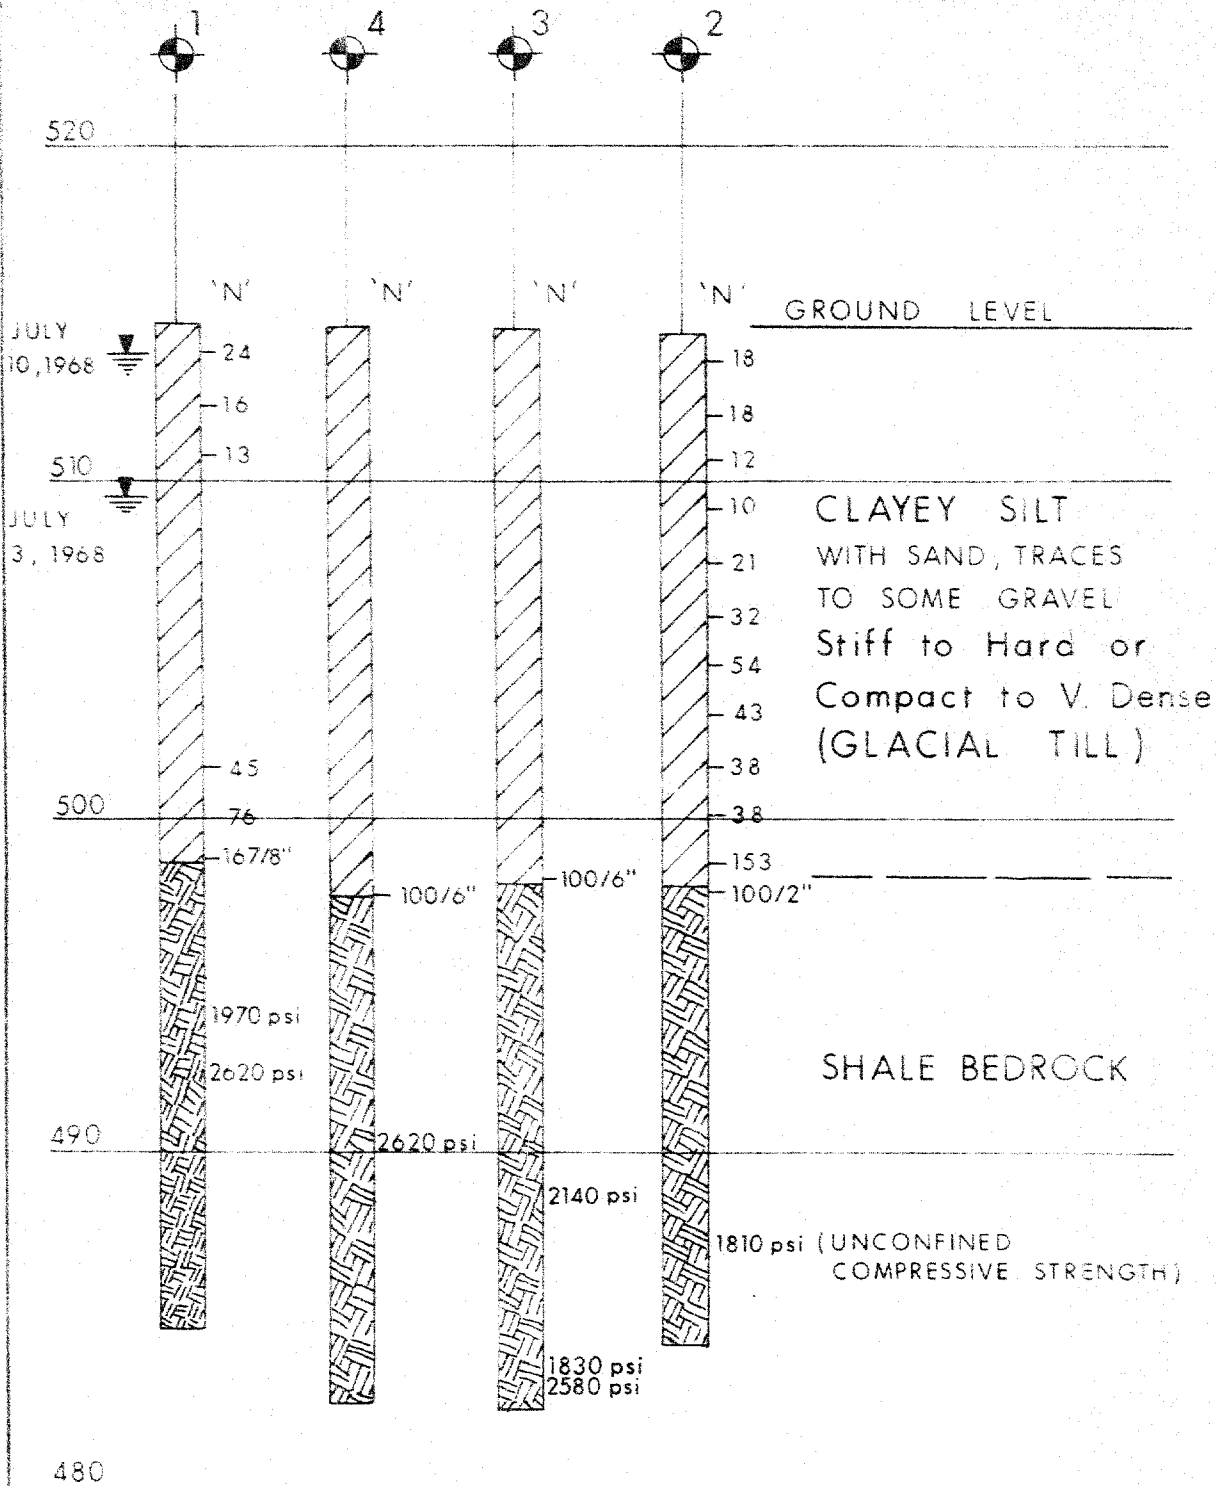 1 4 3 2
520
'N' 'N' 'N' 'N'
GROUND LEVEL
JULY
10,1968
24
18
16
18
13
12
510
JULY
3, 1968
10
21
32
54
43
38
38
153
100/2"
CLAYEY SILT
WITH SAND, TRACES
TO SOME GRAVEL
Stiff to Hard or
Compact to V. Dense
(GLACIAL TILL)
45
500
76
167/8"
100/6"
100/6"
1970 psi
2620 psi
SHALE BEDROCK
490
2620 psi
2140 psi
1810 psi (UNCONFINED
COMPRESSIVE STRENGTH)
1830 psi
2580 psi
480